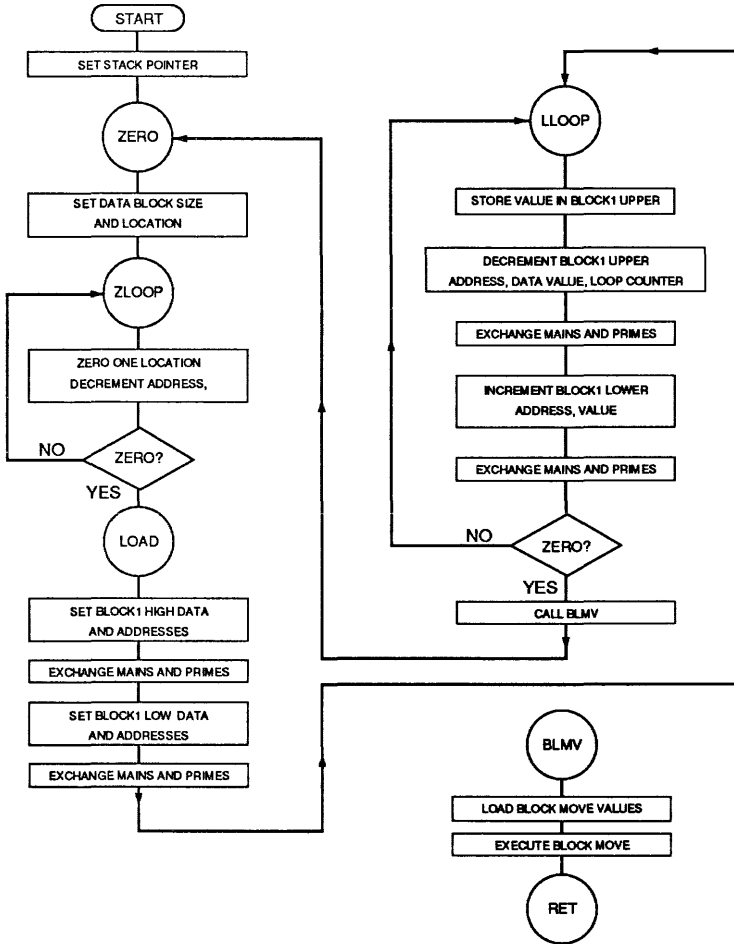 START
SET STACK POINTER
ZERO
SET DATA BLOCK SIZE
AND LOCATION
ZLOOP
ZERO ONE LOCATION
DECREMENT ADDRESS,
NO
ZERO?
YES
LOAD
SET BLOCK1 HIGH DATA
AND ADDRESSES
EXCHANGE MAINS AND PRIMES
SET BLOCK1 LOW DATA
AND ADDRESSES
EXCHANGE MAINS AND PRIMES
LLOOP
STORE VALUE IN BLOCK1 UPPER
DECREMENT BLOCK1 UPPER
ADDRESS, DATA VALUE, LOOP COUNTER
EXCHANGE MAINS AND PRIMES
INCREMENT BLOCK1 LOWER
ADDRESS, VALUE
EXCHANGE MAINS AND PRIMES
NO
ZERO?
YES
CALL BLMV
BLMV
LOAD BLOCK MOVE VALUES
EXECUTE BLOCK MOVE
RET